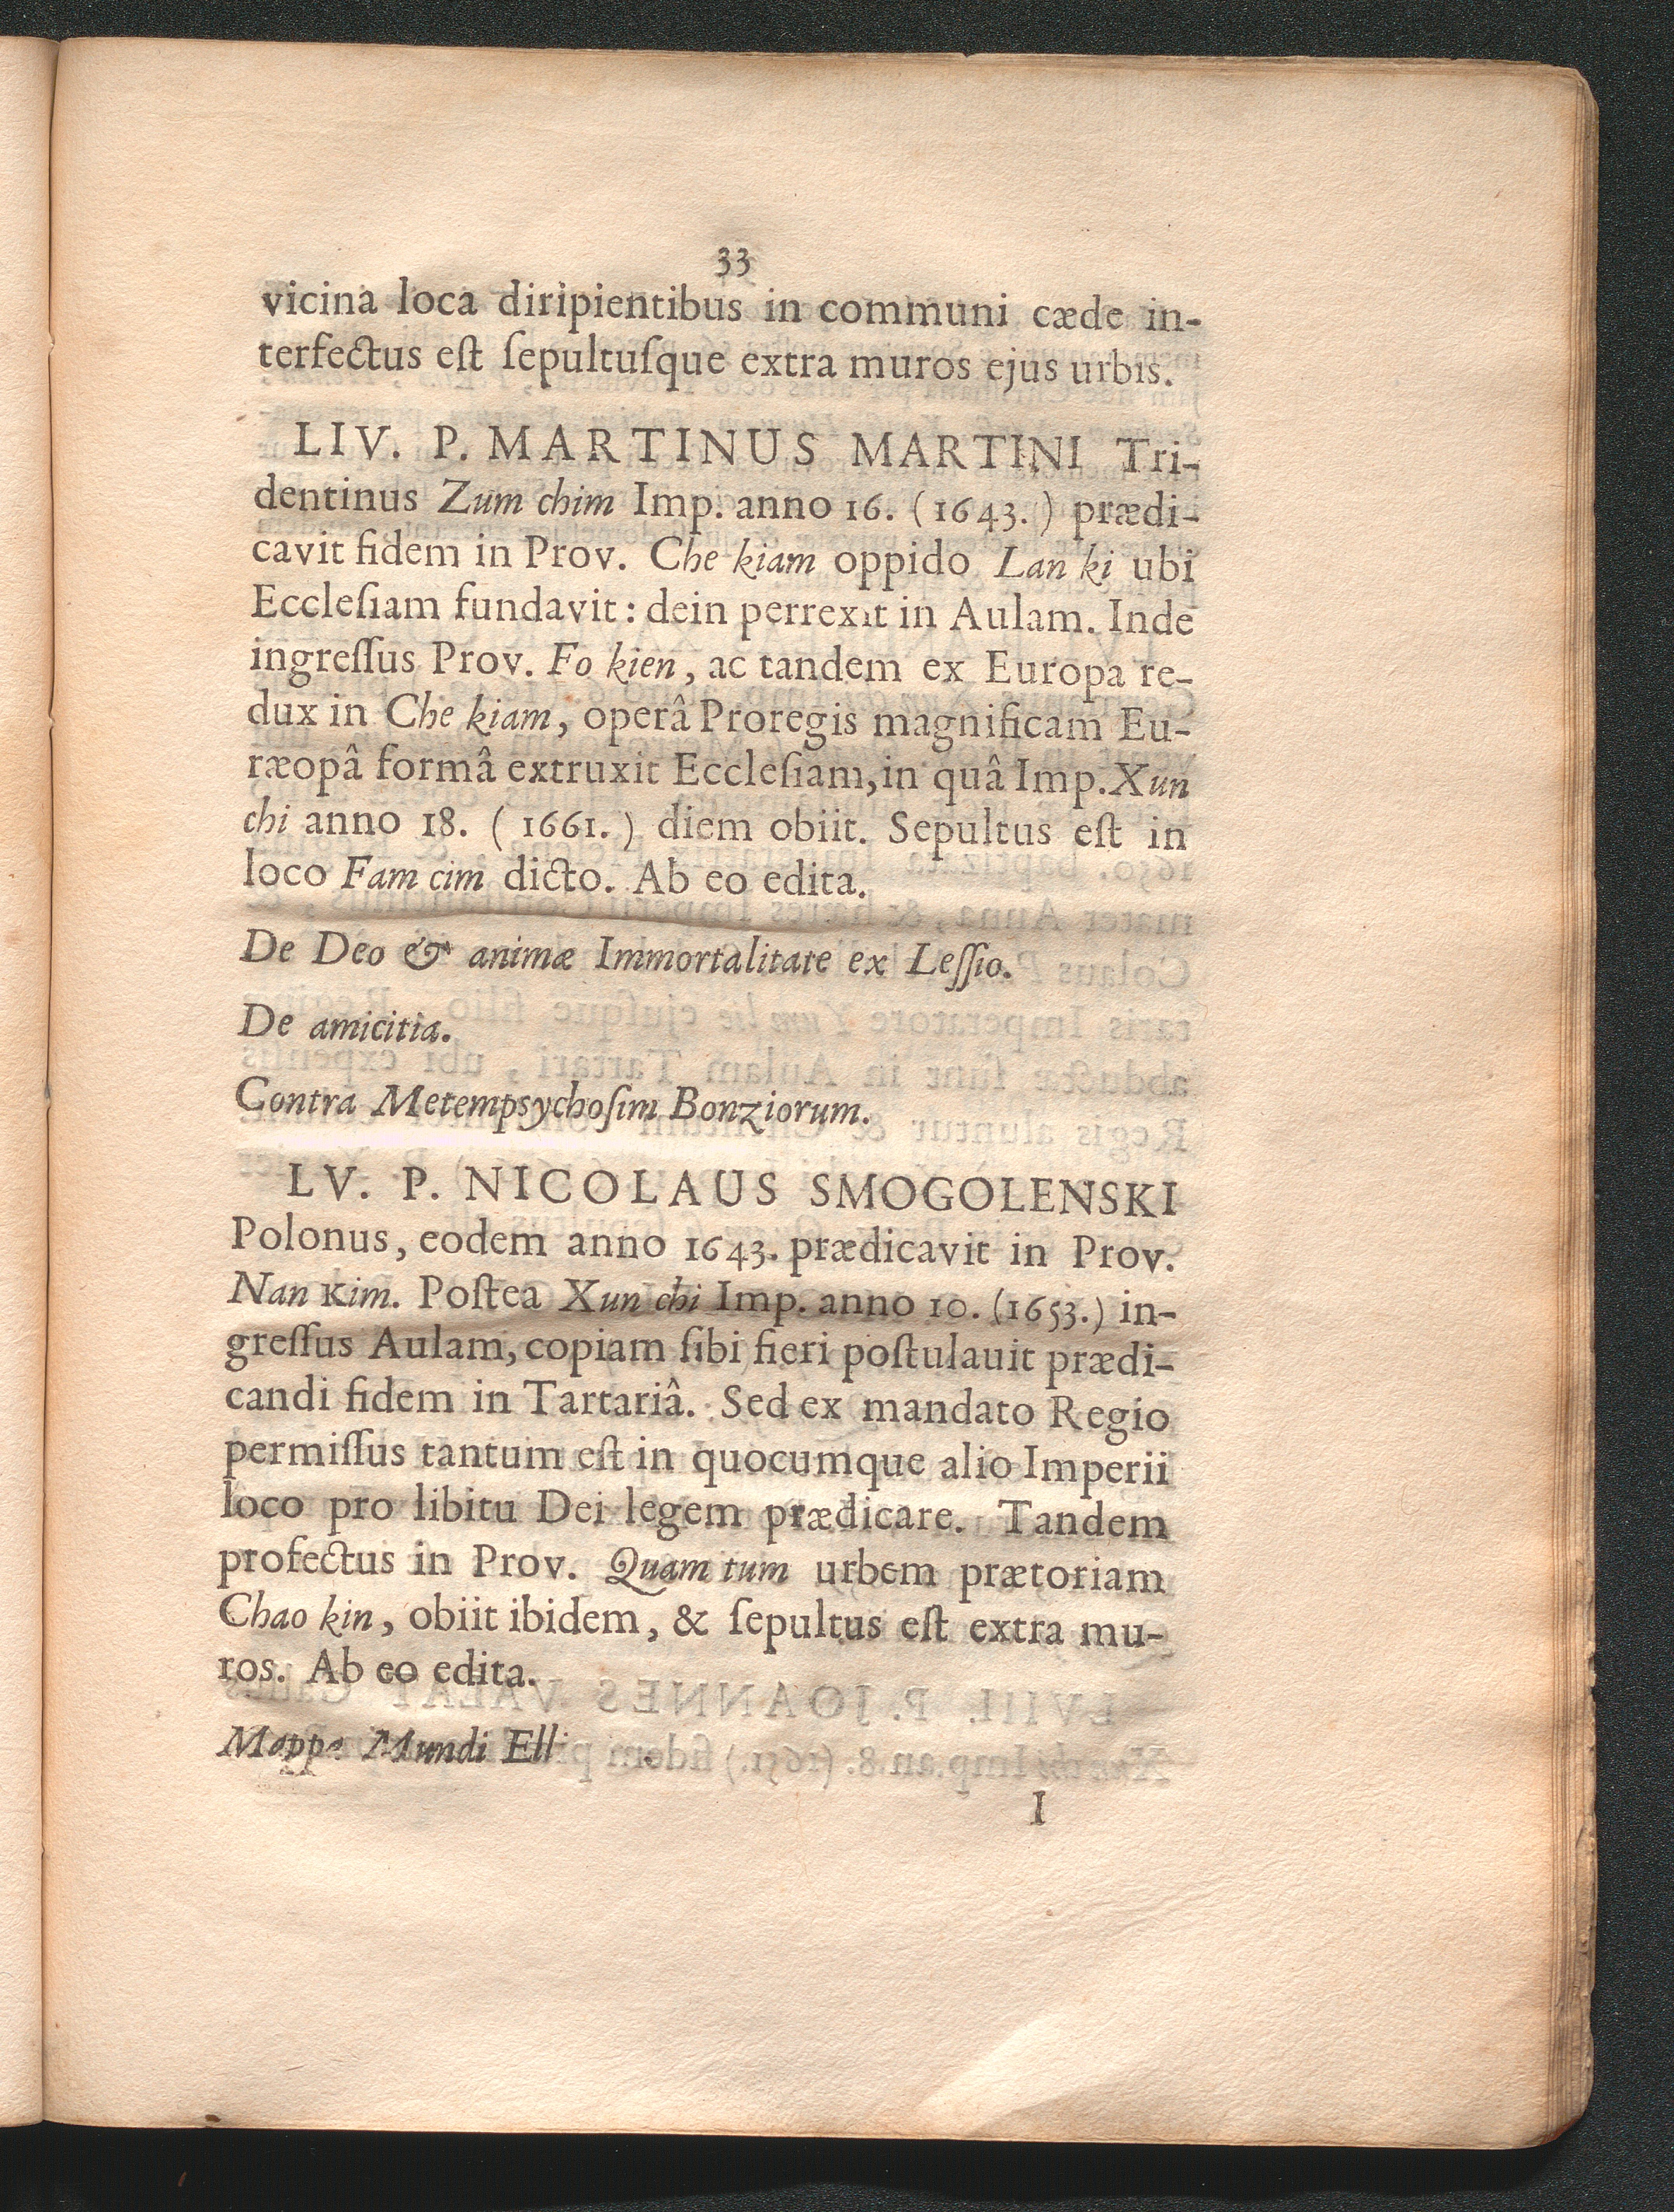 33
vicina loca diripientibus in communi cæde in-
terfectus eſt ſepultuſque extra muros ejus urbis.
LIV. P. MARTINUS MARTINI Tri-
dentinus Zum chim Imp. anno 16. (1643.) prædi-
cavit fidem in Prov. Che kiam oppido Lan ki ubi
Eccleſiam fundavit: dein perrexit in Aulam. Inde
ingreſſus Prov. Fo kien, ac tandem ex Europa re-
dux in Che kiam, operâ Proregis magnificam Eu-
ræopâ formâ extruxit Eccleſiam, in quâ Imp. Xun
chi anno 18. (1661.) diem obiit. Sepultus eſt in
loco Fam cim dicto. Ab eo edita.
De Deo & animæ Immortalitate ex Leſſio.
De amicitia.
Contra Metempsychoſim Bonziorum.
LV. P. NICOLAUS SMOGOLENSKI
Polonus, eodem anno 1643. prædicavit in Prov.
Nan Kim. Poſtea Xun chi Imp. anno 10. (1653.) in-
greſſus Aulam, copiam ſibi fieri poſtulauit prædi-
candi fidem in Tartariâ. Sed ex mandato Regio
permiſſus tantum eſt in quocumque alio Imperii
loco pro libitu Dei legem prædicare. Tandem
profectus in Prov. Quam tum urbem prætoriam
Chao kin, obiit ibidem, & ſepultus eſt extra mu-
ros. Ab eo edita.
Mappa Mundi
I